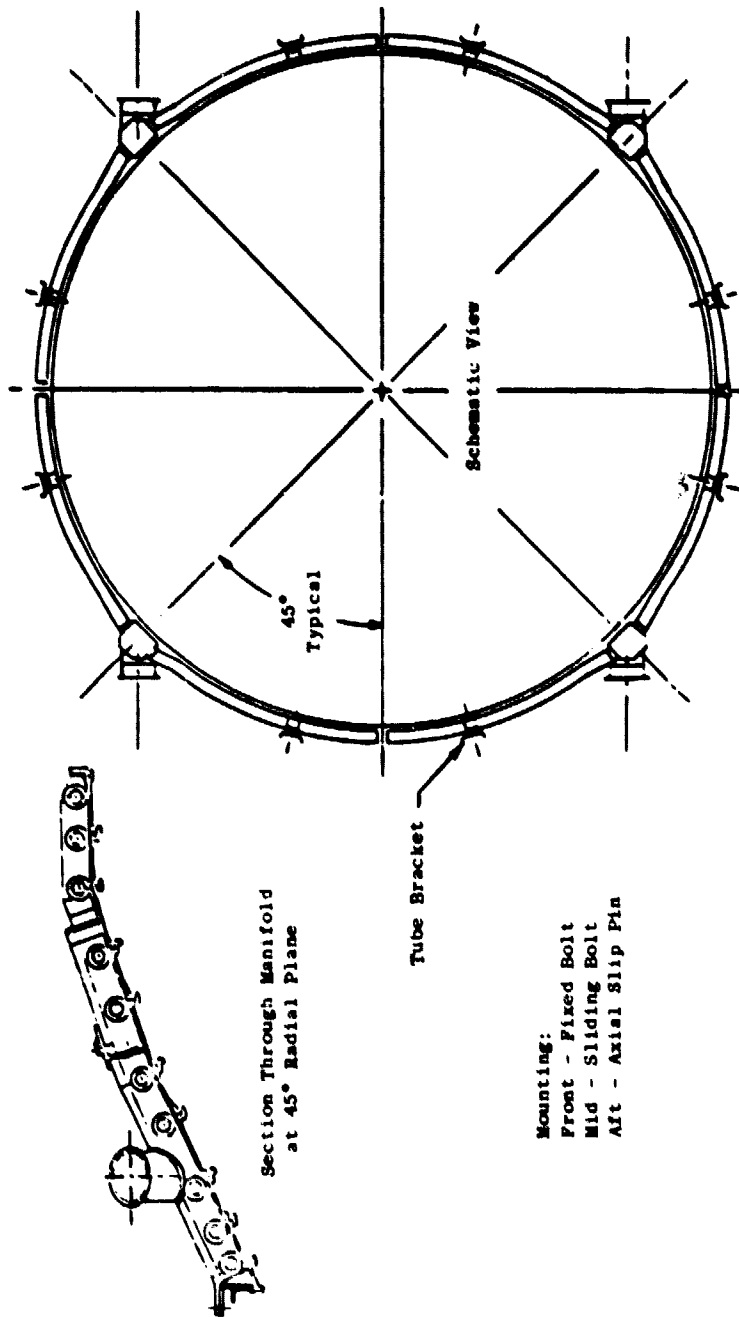 Section Through Manifold
at 45° Radial Plane
45°
Typical
Schematic View
Tube Bracket
Mounting:
Front - Fixed Bolt
Mid - Sliding Bolt
Aft - Axial Slip Pin